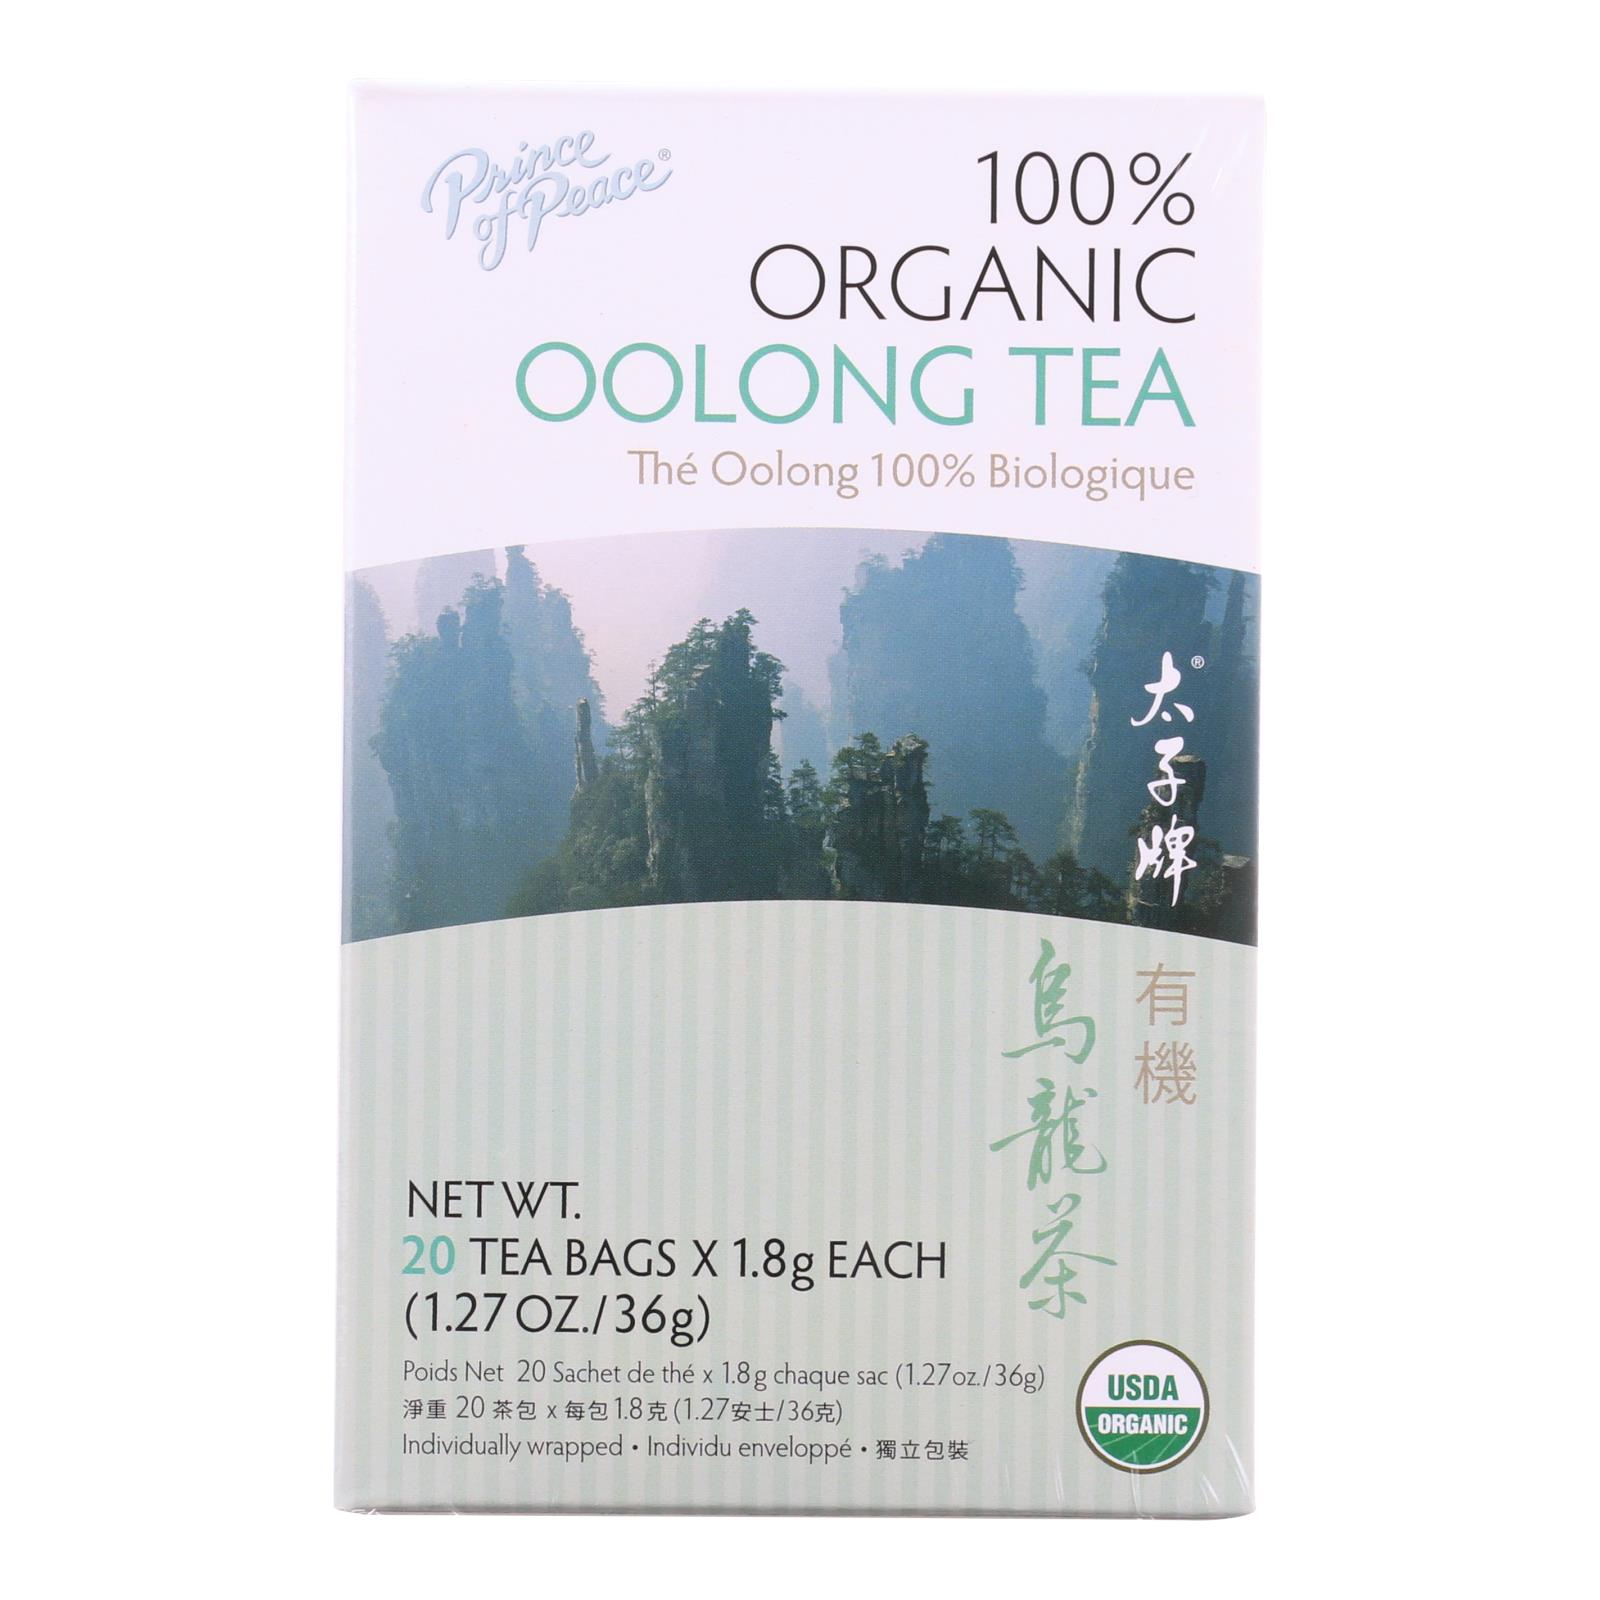 Prince
of Peace®
100%
ORGANIC
OOLONG TEA
Thé Oolong 100% Biologique
太子牌®
有機
烏龍茶
NET WT.
20 TEA BAGS X 1.8g EACH
(1.27 OZ./36g)
Poids Net 20 Sachet de thé x 1.8g chaque sac (1.27oz./36g)
淨重 20 茶包 x 每包1.8克 (1.27安士/36克)
Individually wrapped • Individu enveloppé • 獨立包裝
USDA
ORGANIC